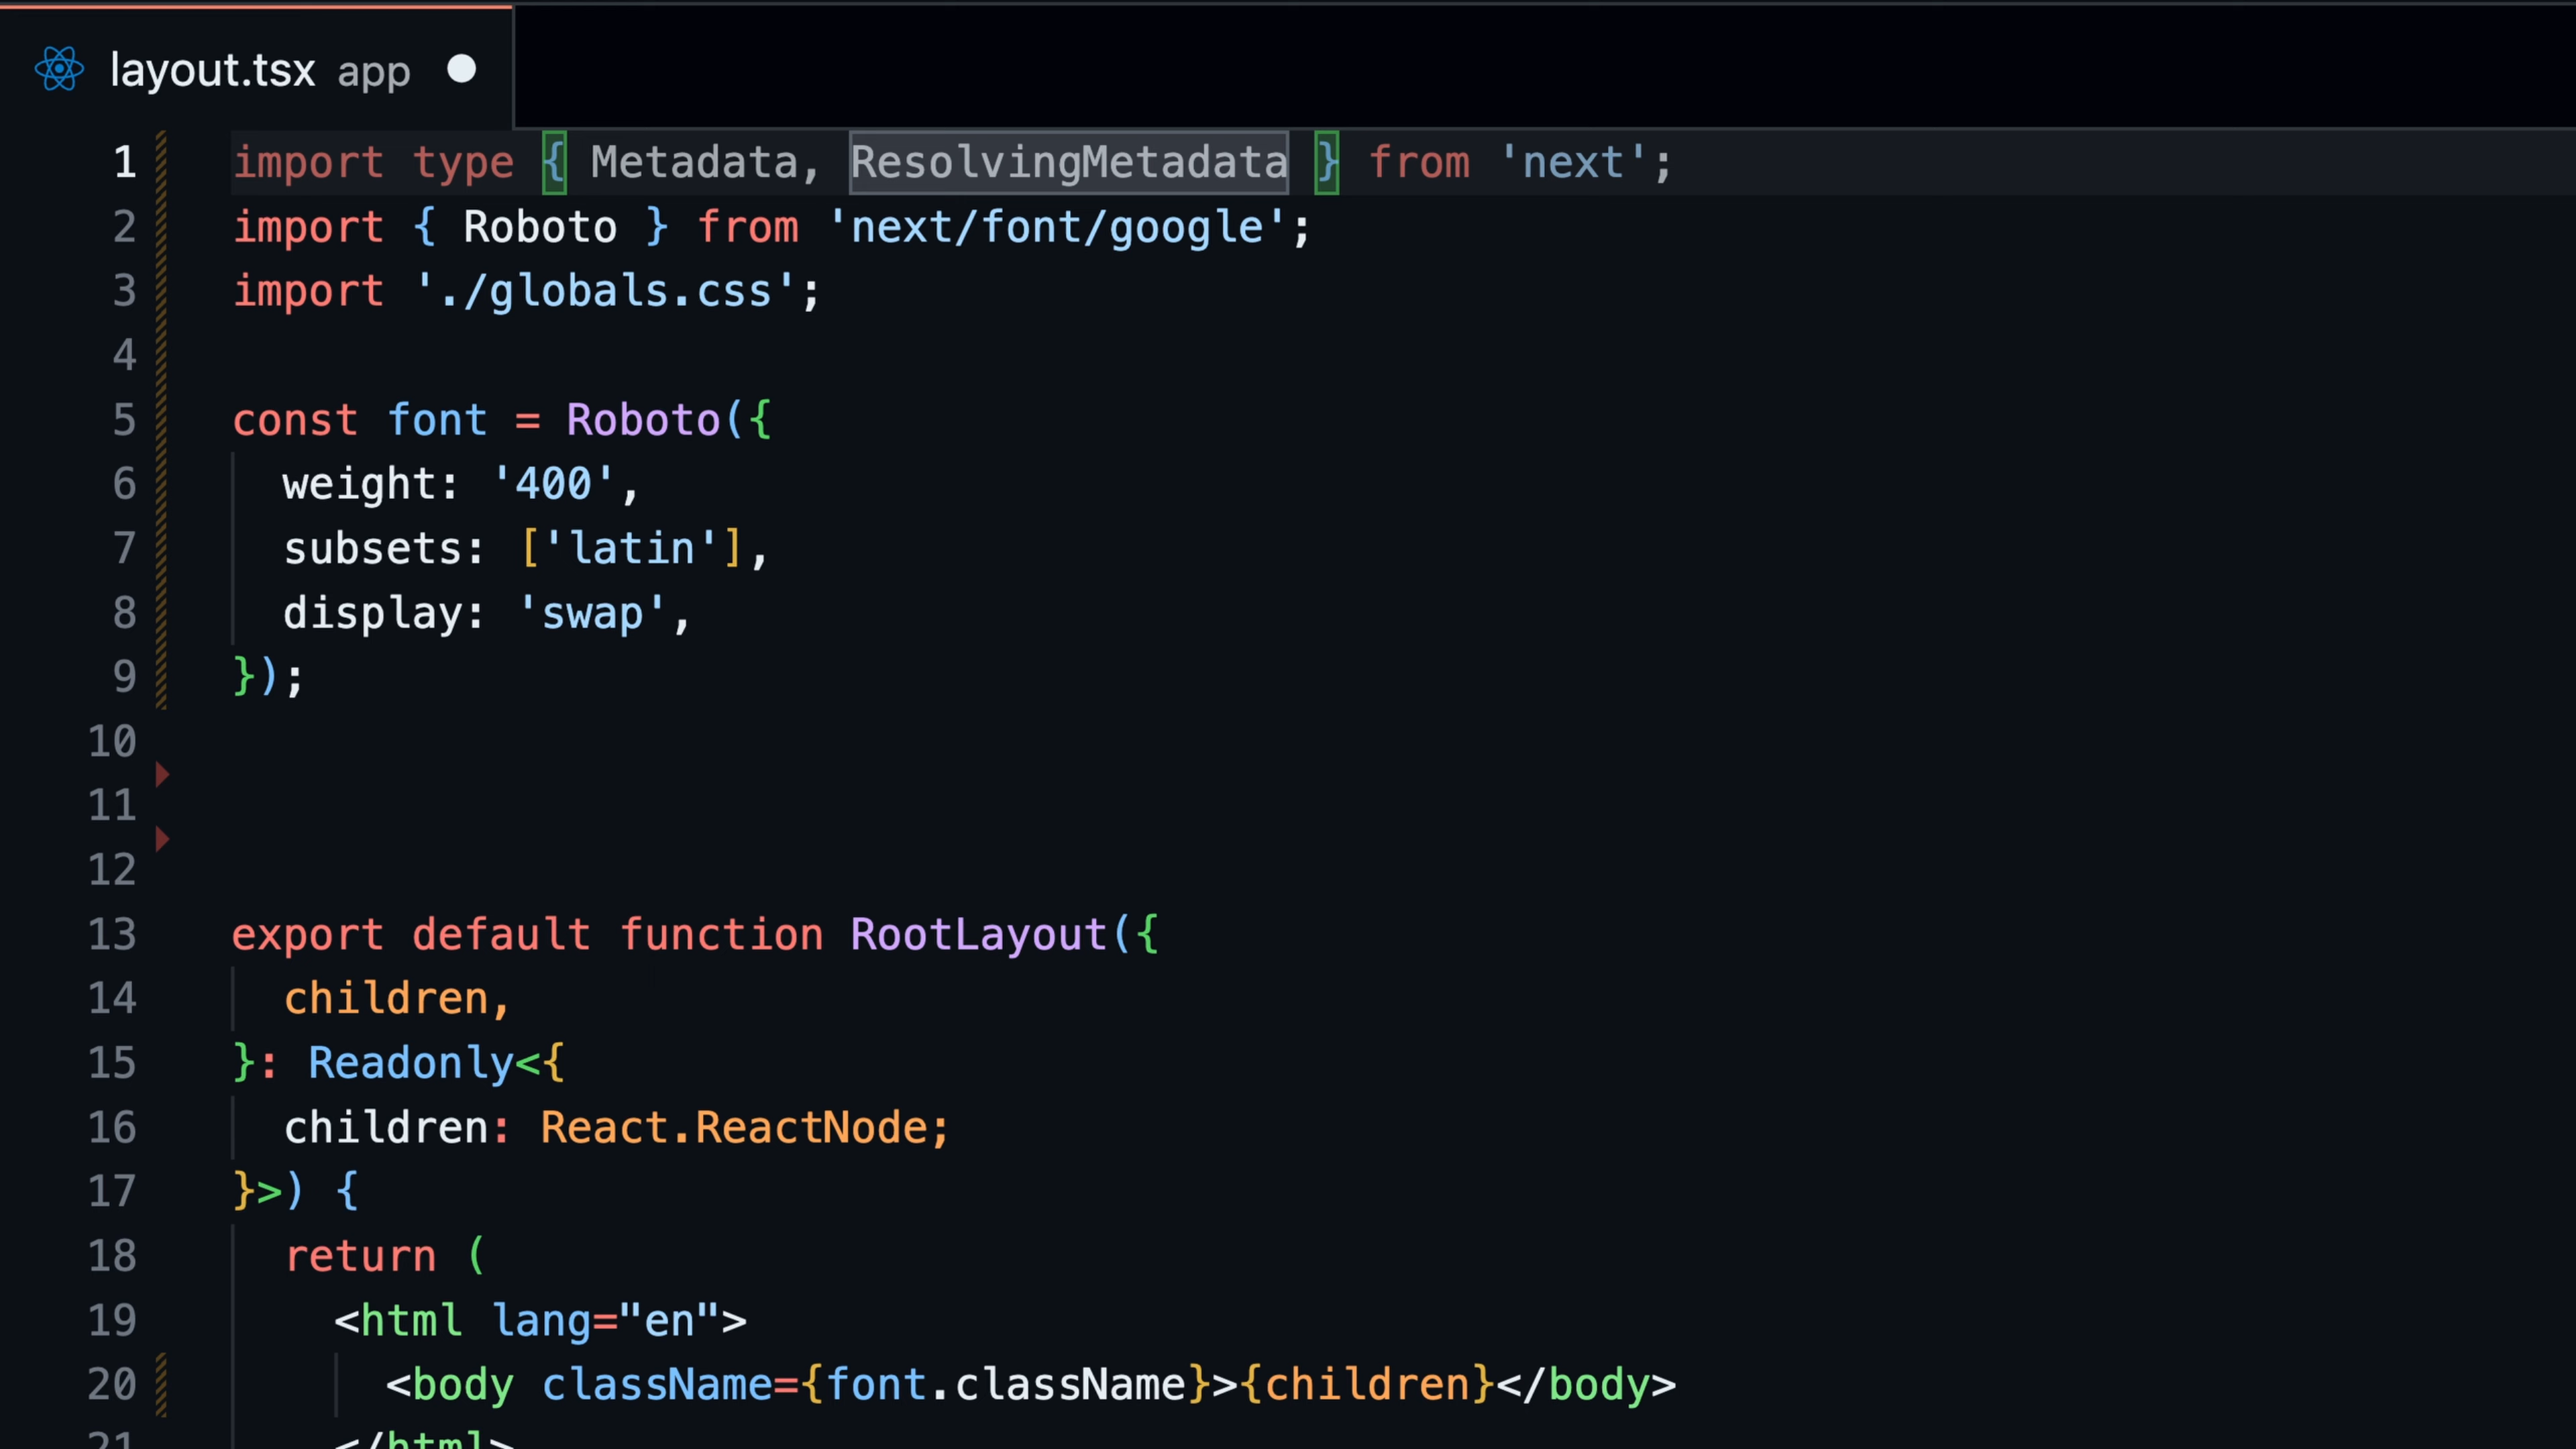 layout.tsx app
1 import type { Metadata, ResolvingMetadata } from 'next';
2 import { Roboto } from 'next/font/google';
3 import './globals.css';
4
5 const font = Roboto({
6   weight: '400',
7   subsets: ['latin'],
8   display: 'swap',
9 });
10
11
12
13 export default function RootLayout({
14   children,
15 }: Readonly<{
16   children: React.ReactNode;
17 }>) {
18   return (
19     <html lang="en">
20       <body className={font.className}>{children}</body>
21     </html>